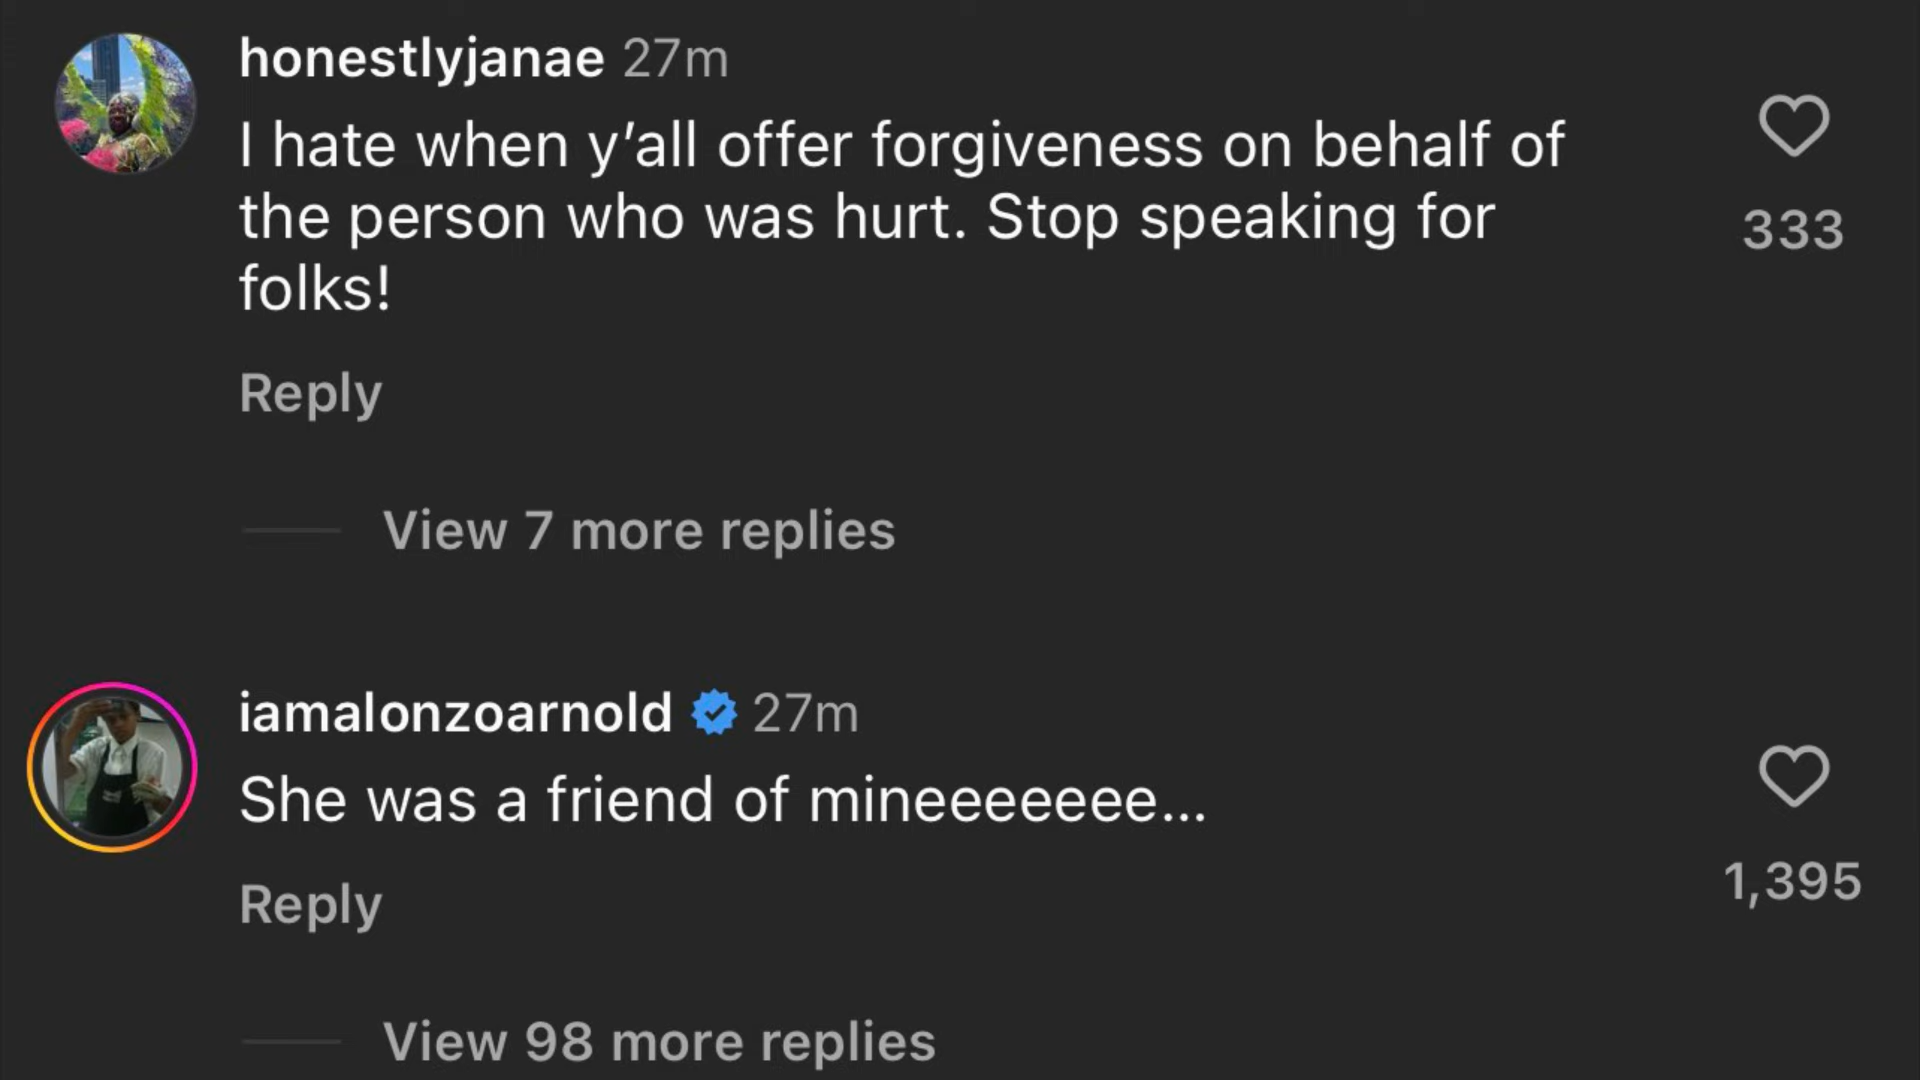 honestlyjanae 27m
I hate when y’all offer forgiveness on behalf of
the person who was hurt. Stop speaking for
folks!
333
Reply
View 7 more replies
iamalonzoarnold 27m
She was a friend of mineeeeeee...
1,395
Reply
View 98 more replies